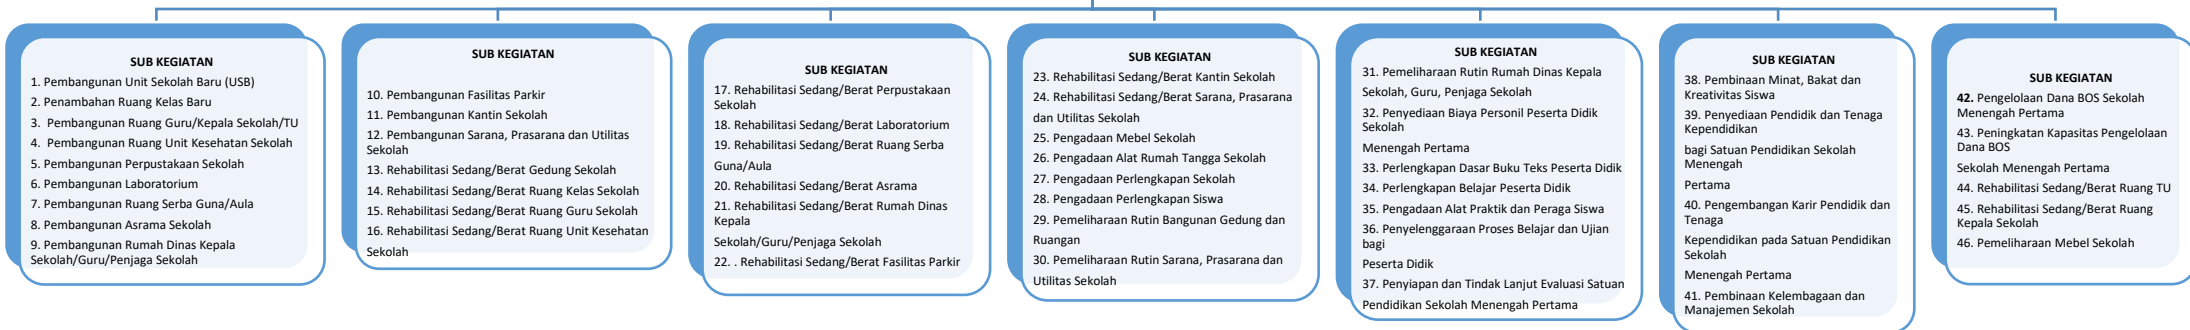 SUB KEGIATAN
1. Pembangunan Unit Sekolah Baru (USB)
2. Penambahan Ruang Kelas Baru
3. Pembangunan Ruang Guru/Kepala Sekolah/TU
4. Pembangunan Ruang Unit Kesehatan Sekolah
5. Pembangunan Perpustakaan Sekolah
6. Pembangunan Laboratorium
7. Pembangunan Ruang Serba Guna/Aula
8. Pembangunan Asrama Sekolah
9. Pembangunan Rumah Dinas Kepala
Sekolah/Guru/Penjaga Sekolah
SUB KEGIATAN
10. Pembangunan Fasilitas Parkir
11. Pembangunan Kantin Sekolah
12. Pembangunan Sarana, Prasarana dan Utilitas
Sekolah
13. Rehabilitasi Sedang/Berat Gedung Sekolah
14. Rehabilitasi Sedang/Berat Ruang Kelas Sekolah
15. Rehabilitasi Sedang/Berat Ruang Guru Sekolah
16. Rehabilitasi Sedang/Berat Ruang Unit Kesehatan
Sekolah
SUB KEGIATAN
17. Rehabilitasi Sedang/Berat Perpustakaan
Sekolah
18. Rehabilitasi Sedang/Berat Laboratorium
19. Rehabilitasi Sedang/Berat Ruang Serba
Guna/Aula
20. Rehabilitasi Sedang/Berat Asrama
21. Rehabilitasi Sedang/Berat Rumah Dinas
Kepala
Sekolah/Guru/Penjaga Sekolah
22. . Rehabilitasi Sedang/Berat Fasilitas Parkir
SUB KEGIATAN
23. Rehabilitasi Sedang/Berat Kantin Sekolah
24. Rehabilitasi Sedang/Berat Sarana, Prasarana
dan Utilitas Sekolah
25. Pengadaan Mebel Sekolah
26. Pengadaan Alat Rumah Tangga Sekolah
27. Pengadaan Perlengkapan Sekolah
28. Pengadaan Perlengkapan Siswa
29. Pemeliharaan Rutin Bangunan Gedung dan
Ruangan
30. Pemeliharaan Rutin Sarana, Prasarana dan
Utilitas Sekolah
SUB KEGIATAN
31. Pemeliharaan Rutin Rumah Dinas Kepala
Sekolah, Guru, Penjaga Sekolah
32. Penyediaan Biaya Personil Peserta Didik
Sekolah
Menengah Pertama
33. Perlengkapan Dasar Buku Teks Peserta Didik
34. Perlengkapan Belajar Peserta Didik
35. Pengadaan Alat Praktik dan Peraga Siswa
36. Penyelenggaraan Proses Belajar dan Ujian
bagi
Peserta Didik
37. Penyiapan dan Tindak Lanjut Evaluasi Satuan
Pendidikan Sekolah Menengah Pertama
SUB KEGIATAN
38. Pembinaan Minat, Bakat dan
Kreativitas Siswa
39. Penyediaan Pendidik dan Tenaga
Kependidikan
bagi Satuan Pendidikan Sekolah
Menengah
Pertama
40. Pengembangan Karir Pendidik dan
Tenaga
Kependidikan pada Satuan Pendidikan
Sekolah
Menengah Pertama
41. Pembinaan Kelembagaan dan
Manajemen Sekolah
SUB KEGIATAN
42. Pengelolaan Dana BOS Sekolah
Menengah Pertama
43. Peningkatan Kapasitas Pengelolaan
Dana BOS
Sekolah Menengah Pertama
44. Rehabilitasi Sedang/Berat Ruang TU
45. Rehabilitasi Sedang/Berat Ruang
Kepala Sekolah
46. Pemeliharaan Mebel Sekolah